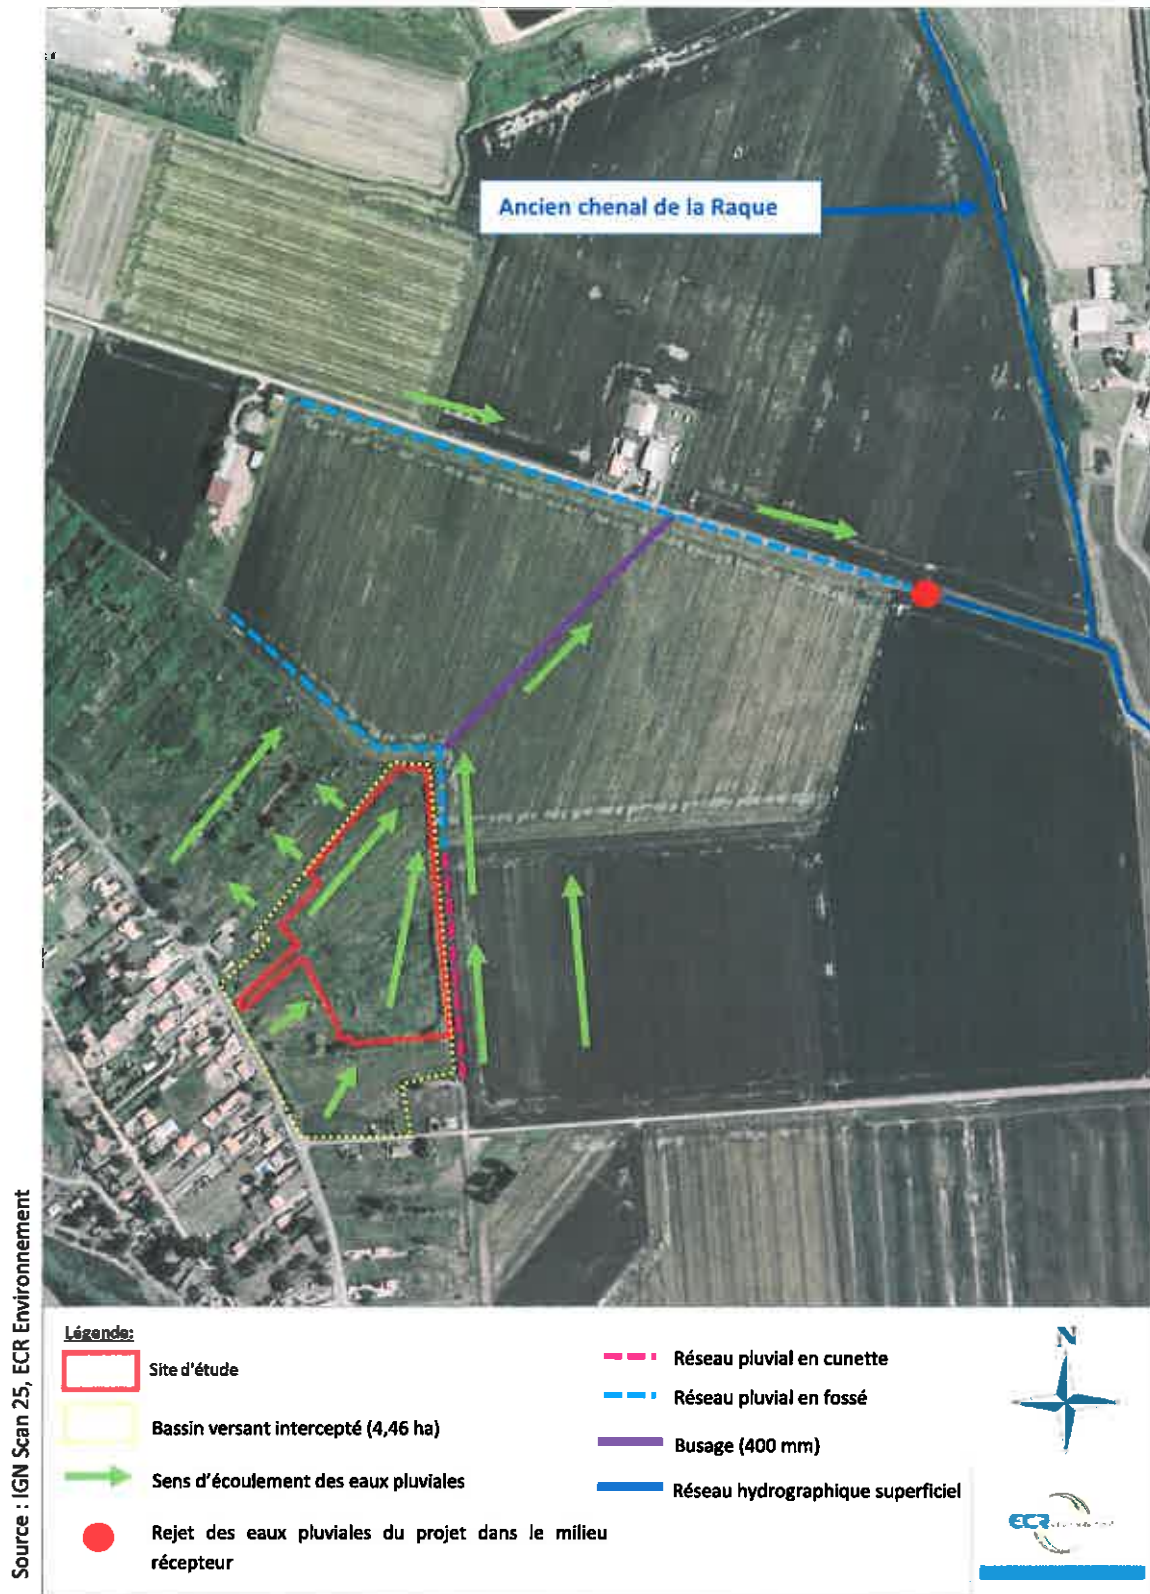 Ancien chenal de la Raque
Source : IGN Scan 25, ECR Environnement
Légende:
Site d'étude
Bassin versant intercepté (4,46 ha)
Sens d'écoulement des eaux pluviales
Rejet des eaux pluviales du projet dans le milieu
récepteur
Réseau pluvial en cunette
Réseau pluvial en fossé
Busage (400 mm)
Réseau hydrographique superficiel
N
ECR